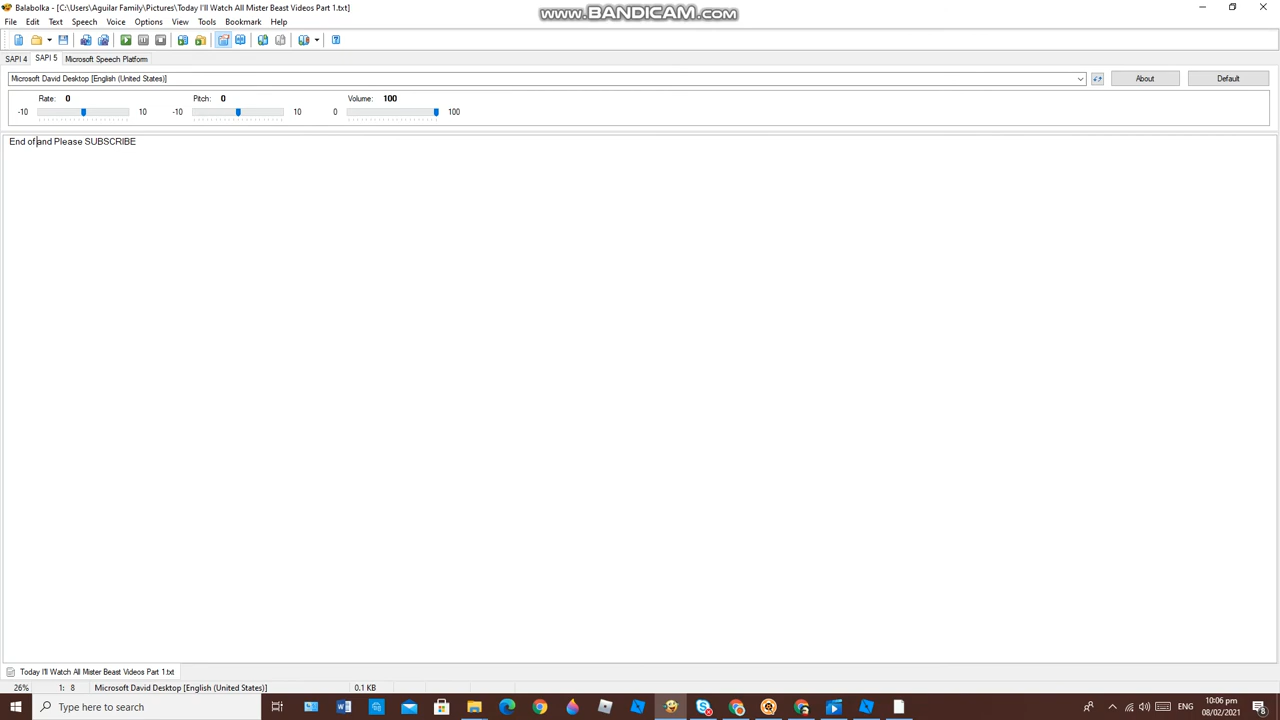 Balabolka - [C:\Users\Aguilar Family\Pictures\Today I'll Watch All Mister Beast Videos Part 1.txt]
www.BANDICAM.com
File Edit Text Speech Voice Options View Tools Bookmark Help
SAPI 4 SAPI 5 Microsoft Speech Platform
Microsoft David Desktop [English (United States)] About Default
Rate: 0 Pitch: 0 Volume: 100
-10 10 -10 10 0 100
End of and Please SUBSCRIBE
Today I'll Watch All Mister Beast Videos Part 1.txt
26% 1: 8 Microsoft David Desktop [English (United States)] 0.1 KB
Type here to search ENG 10:06 pm
08/02/2021 8